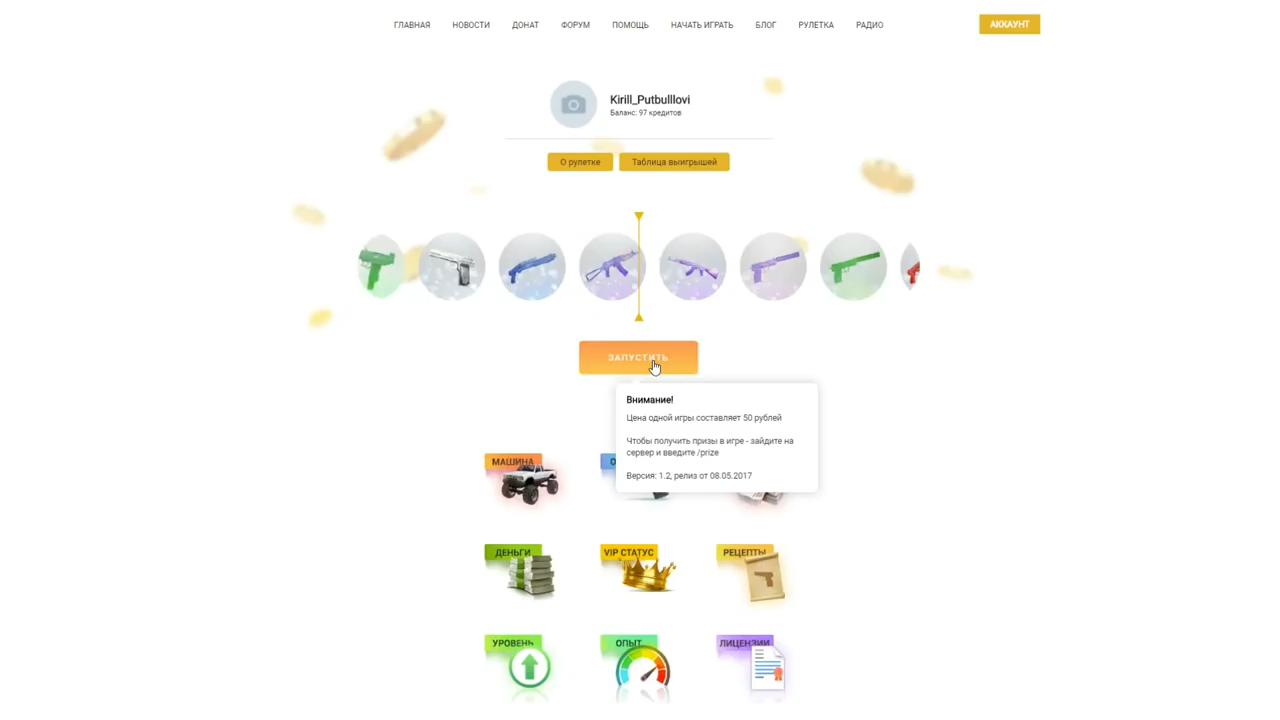 ГЛАВНАЯ НОВОСТИ ДОНАТ ФОРУМ ПОМОЩЬ НАЧАТЬ ИГРАТЬ БЛОГ РУЛЕТКА РАДИО АККАУНТ
Kirill_Putbulllovi
Баланс: 97 кредитов
О рулетке Таблица выигрышей
ЗАПУСТИТЬ
Внимание!
Цена одной игры составляет 50 рублей
Чтобы получить призы в игре - зайдите на
сервер и введите /prize
Версия: 1.2, релиз от 08.05.2017
МАШИНА
ДЕНЬГИ VIP СТАТУС РЕЦЕПТЫ
УРОВЕНЬ ОПЫТ ЛИЦЕНЗИИ